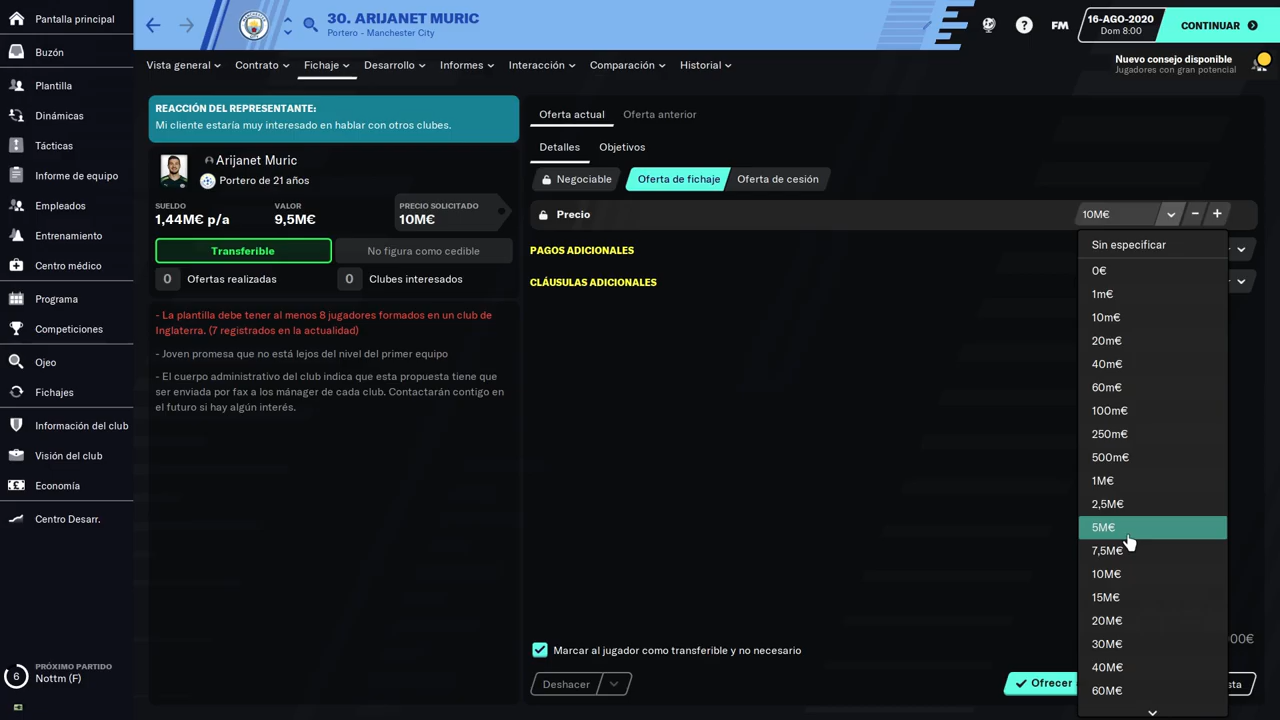 Pantalla principal
Buzón
Plantilla
Dinámicas
Tácticas
Informe de equipo
Empleados
Entrenamiento
Centro médico
Programa
Competiciones
Ojeo
Fichajes
Información del club
Visión del club
Economía
Centro Desarr.
6
PRÓXIMO PARTIDO
Nottm (F)
30. ARIJANET MURIC
Portero - Manchester City
FM
16-AGO-2020
Dom 8:00
CONTINUAR
Vista general
Contrato
Fichaje
Desarrollo
Informes
Interacción
Comparación
Historial
Nuevo consejo disponible
Jugadores con gran potencial
REACCIÓN DEL REPRESENTANTE:
Mi cliente estaría muy interesado en hablar con otros clubes.
Arijanet Muric
Portero de 21 años
SUELDO
1,44M€ p/a
VALOR
9,5M€
PRECIO SOLICITADO
10M€
Transferible
No figura como cedible
0 Ofertas realizadas
0 Clubes interesados
- La plantilla debe tener al menos 8 jugadores formados en un club de
Inglaterra. (7 registrados en la actualidad)
- Joven promesa que no está lejos del nivel del primer equipo
- El cuerpo administrativo del club indica que esta propuesta tiene que
ser enviada por fax a los mánager de cada club. Contactarán contigo en
el futuro si hay algún interés.
Oferta actual
Oferta anterior
Detalles
Objetivos
Negociable
Oferta de fichaje
Oferta de cesión
Precio
10M€
PAGOS ADICIONALES
CLÁUSULAS ADICIONALES
Sin especificar
0€
1m€
10m€
20m€
40m€
60m€
100m€
250m€
500m€
1M€
2,5M€
5M€
7,5M€
10M€
15M€
20M€
30M€
40M€
60M€
Marcar al jugador como transferible y no necesario
Deshacer
Ofrecer